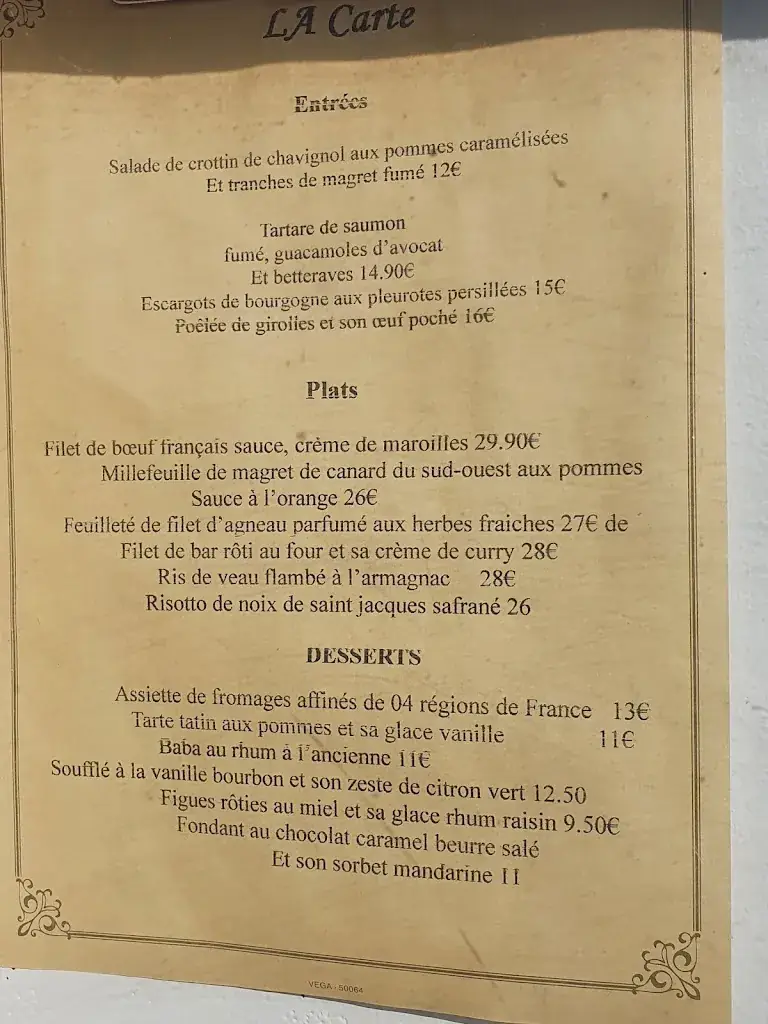 LA Carte
Entrées
Salade de crottin de chavignol aux pommes caramélisées
Et tranches de magret fumé 12€
Tartare de saumon
fumé, guacamoles d'avocat
Et betteraves 14.90€
Escargots de bourgogne aux pleurotes persillées 15€
Poêlée de girolles et son œuf poché 16€
Plats
Filet de bœuf français sauce, crème de maroilles 29.90€
Millefeuille de magret de canard du sud-ouest aux pommes
Sauce à l'orange 26€
Feuilleté de filet d'agneau parfumé aux herbes fraiches 27€ de
Filet de bar rôti au four et sa crème de curry 28€
Ris de veau flambé à l'armagnac 28€
Risotto de noix de saint jacques safrané 26
DESSERTS
Assiette de fromages affinés de 04 régions de France 13€
Tarte tatin aux pommes et sa glace vanille 11€
Baba au rhum à l'ancienne 11€
Soufflé à la vanille bourbon et son zeste de citron vert 12.50
Figues rôties au miel et sa glace rhum raisin 9.50€
Fondant au chocolat caramel beurre salé
Et son sorbet mandarine 11
VEGA - 50064